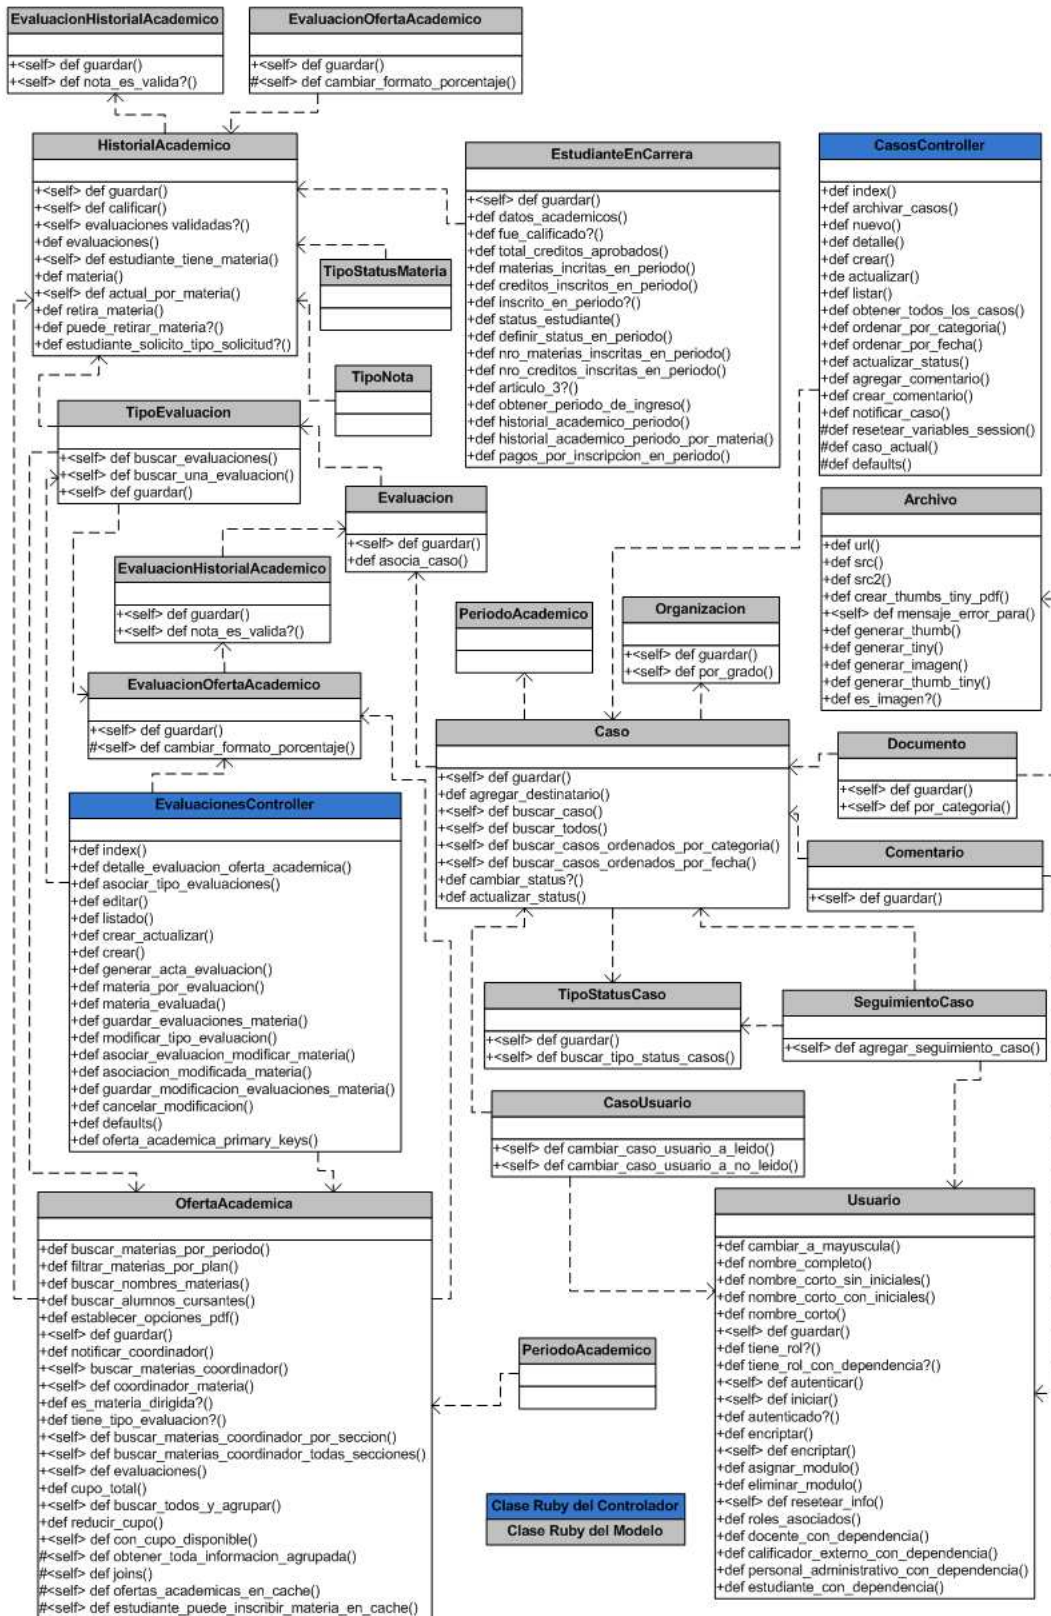 EvaluacionHistorialAcademico
+<self> def guardar()
+<self> def nota_es_valida?()
EvaluacionOfertaAcademico
+<self> def guardar()
#<self> def cambiar_formato_porcentaje()
HistorialAcademico
+<self> def guardar()
+<self> def calificar()
+<self> evaluaciones validadas?()
+def evaluaciones()
+<self> def estudiante_tiene_materia()
+def materia()
+<self> def actual_por_materia()
+def retira_materia()
+def puede_retirar_materia?()
+def estudiante_solicito_tipo_solicitud?()
TipoStatusMateria
TipoNota
EstudianteEnCarrera
+<self> def guardar()
+def datos_academicos()
+def fue_calificado?()
+def total_creditos_aprobados()
+def materias_incritas_en_periodo()
+def creditos_inscritos_en_periodo()
+def inscrito_en_periodo?()
+def status_estudiante()
+def definir_status_en_periodo()
+def nro_materias_inscritas_en_periodo()
+def nro_creditos_inscritas_en_periodo()
+def articulo_3?()
+def obtener_periodo_de_ingreso()
+def historial_academico_periodo()
+def historial_academico_periodo_por_materia()
+def pagos_por_inscripcion_en_periodo()
CasosController
+def index()
+def archivar_casos()
+def nuevo()
+def detalle()
+def crear()
+de actualizar()
+def listar()
+def obtener_todos_los_casos()
+def ordenar_por_categoria()
+def ordenar_por_fecha()
+def actualizar_status()
+def agregar_comentario()
+def crear_comentario()
+def notificar_caso()
#def resetear_variables_session()
#def caso_actual()
#def defaults()
TipoEvaluacion
+<self> def buscar_evaluaciones()
+<self> def buscar_una_evaluacion()
+<self> def guardar()
Evaluacion
+<self> def guardar()
+def asocia_caso()
Archivo
+def url()
+def src()
+def src2()
+def crear_thumbs_tiny_pdf()
+<self> def mensaje_error_para()
+def generar_thumb()
+def generar_tiny()
+def generar_imagen()
+def generar_thumb_tiny()
+def es_imagen?()
EvaluacionHistorialAcademico
+<self> def guardar()
+<self> def nota_es_valida?()
PeriodoAcademico
Organizacion
+<self> def guardar()
+<self> def por_grado()
EvaluacionOfertaAcademico
+<self> def guardar()
#<self> def cambiar_formato_porcentaje()
Caso
+<self> def guardar()
+def agregar_destinatario()
+<self> def buscar_caso()
+<self> def buscar_todos()
+<self> def buscar_casos_ordenados_por_categoria()
+<self> def buscar_casos_ordenados_por_fecha()
+def cambiar_status?()
+def actualizar_status()
Documento
+<self> def guardar()
+<self> def por_categoria()
Comentario
+<self> def guardar()
EvaluacionesController
+def index()
+def detalle_evaluacion_oferta_academica()
+def asociar_tipo_evaluaciones()
+def editar()
+def listado()
+def crear_actualizar()
+def crear()
+def generar_acta_evaluacion()
+def materia_por_evaluacion()
+def materia_evaluada()
+def guardar_evaluaciones_materia()
+def modificar_tipo_evaluacion()
+def asociar_evaluacion_modificar_materia()
+def asociacion_modificada_materia()
+def guardar_modificacion_evaluaciones_materia()
+def cancelar_modificacion()
+def defaults()
+def oferta_academica_primary_keys()
TipoStatusCaso
+<self> def guardar()
+<self> def buscar_tipo_status_casos()
SeguimientoCaso
+<self> def agregar_seguimiento_caso()
CasoUsuario
+<self> def cambiar_caso_usuario_a_leido()
+<self> def cambiar_caso_usuario_a_no_leido()
OfertaAcademica
+def buscar_materias_por_periodo()
+def filtrar_materias_por_plan()
+def buscar_nombres_materias()
+def buscar_alumnos_cursantes()
+def establecer_opciones_pdf()
+<self> def guardar()
+def notificar_coordinador()
+<self> buscar_materias_coordinador()
+<self> def coordinador_materia()
+def es_materia_dirigida?()
+def tiene_tipo_evaluacion?()
+<self> def buscar_materias_coordinador_por_seccion()
+<self> def buscar_materias_coordinador_todas_secciones()
+<self> def evaluaciones()
+def cupo_total()
+<self> def buscar_todos_y_agrupar()
+def reducir_cupo()
+<self> def con_cupo_disponible()
#<self> def obtener_toda_informacion_agrupada()
#<self> def joins()
#<self> def ofertas_academicas_en_cache()
#<self> def estudiante_puede_inscribir_materia_en_cache()
PeriodoAcademico
Usuario
+def cambiar_a_mayuscula()
+def nombre_completo()
+def nombre_corto_sin_iniciales()
+def nombre_corto_con_iniciales()
+def nombre_corto()
+<self> def guardar()
+def tiene_rol?()
+def tiene_rol_con_dependencia?()
+<self> def autenticar()
+<self> def iniciar()
+def autenticado?()
+def encriptar()
+<self> def encriptar()
+def asignar_modulo()
+def eliminar_modulo()
+<self> def resetear_info()
+def roles_asociados()
+def docente_con_dependencia()
+def calificador_externo_con_dependencia()
+def personal_administrativo_con_dependencia()
+def estudiante_con_dependencia()
Clase Ruby del Controlador
Clase Ruby del Modelo